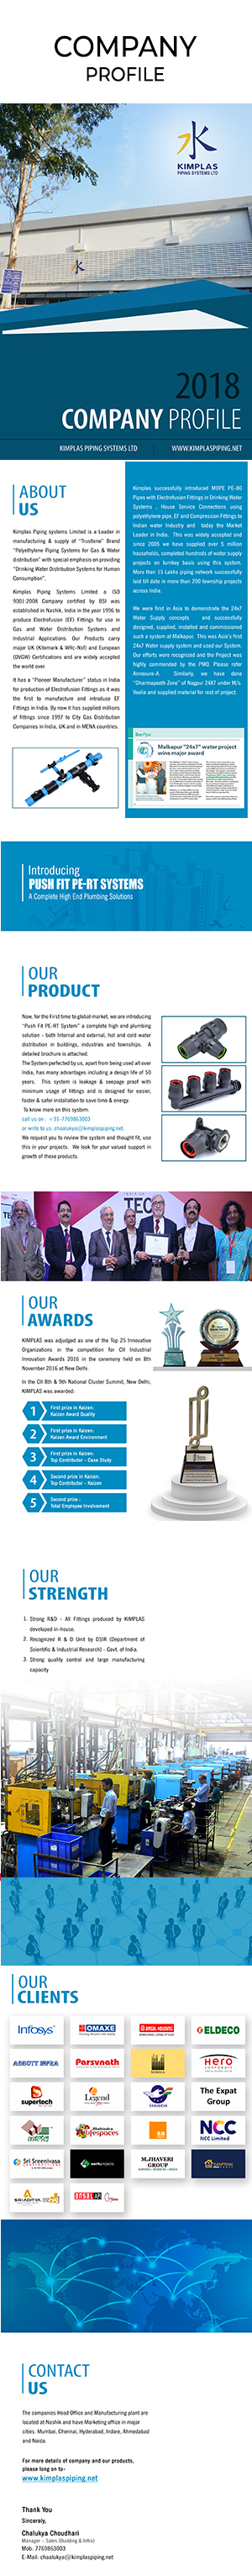 COMPANY
PROFILE
KIMPLAS
PIPING SYSTEMS LTD
2018
COMPANY PROFILE
KIMPLAS PIPING SYSTEMS LTD
WWW.KIMPLASPIPING.NET
ABOUT
US
Kimplas Piping systems Limited is a Leader in
manufacturing & supply of "Trustlene" Brand
"Polyethylene Piping Systems for Gas & Water
distribution" with special emphasis on providing
"Drinking Water Distribution Systems for Human
Consumption".
Kimplas Piping Systems Limited a ISO
9001:2008 Company certified by BSI was
established in Nashik, India in the year 1996 to
produce Electrofusion (EF) Fittings for use in
Gas and Water Distribution Systems and
Industrial Applications. Our Products carry
major UK (Kitemark & WRc-NVF) and European
(DVGW) Certifications and are widely accepted
the world over.
It has a "Pioneer Manufacturer" status in India
for production of Electrofusion Fittings as it was
the first to manufacture and introduce EF
Fittings in India. By now, it has supplied millions
of fittings since 1997 to City Gas Distribution
Companies in India, UK and in MENA countries.
Kimplas successfully introduced MDPE PE-80
Pipes with Electrofusion Fittings in Drinking Water
Systems , House Service Connections using
polyethylene pipe, EF and Compression Fittings to
Indian water Industry and today the Market
Leader in India. This was widely accepted and
since 2005 we have supplied over 5 million
households, completed hundreds of water supply
projects on turnkey basis using this system.
More then 15 Lakhs piping network successfully
laid till date in more than 200 township projects
across India.
We were first in Asia to demonstrate the 24x7
Water Supply concepts and successfully
designed, supplied, installed and commissioned
such a system at Malkapur. This was Asia's first
24x7 Water supply system and used our System.
Our efforts were recognized and the Project was
highly commended by the PMO. Please refer
Annexure-A. Similarly, we have done
"Dharmapeeth Zone" of Nagpur 24X7 under M/s.
Veolia and supplied material for rest of project.
Malkapur "24x7" water project
wins major award
Introducing
PUSH FIT PE-RT SYSTEMS
A Complete High End Plumbing Solutions
OUR
PRODUCT
Now, for the First time to global market, we are introducing
"Push Fit PE-RT System" a complete high end plumbing
solution - both Internal and external, hot and cold water
distribution in buildings, industries and townships. A
detailed brochure is attached.
The System perfected by us, apart from being used all over
India, has many advantages including a design life of 50
years. This system is leakage & seepage proof with
minimum usage of fittings and is designed for easier,
faster & safer installation to save time & energy.
To know more on this system,
call us on : +91-7769863003
or write to us: chaalukya@kimplaspiping.net.
We request you to review the system and thought fit, use
this in your projects. We look for your valued support in
growth of these products.
OUR
AWARDS
KIMPLAS was adjudged as one of the Top 25 Innovative
Organizations in the competition for CII Industrial
Innovation Awards 2016 in the ceremony held on 8th
November 2016 at New Delhi.
In the CII 8th & 9th National Cluster Summit, New Delhi,
KIMPLAS was awarded:
1 First prize in Kaizen:
Kaizen Award Quality
2 First prize in Kaizen:
Kaizen Award Environment
3 First prize in Kaizen:
Top Contributor - Case Study
4 Second prize in Kaizen:
Top Contributor - Kaizen
5 Second prize :
Total Employee Involvement
OUR
STRENGTH
1. Strong R&D - All Fittings produced by KIMPLAS
developed in-house.
2. Recognized R & D Unit by DSIR (Department of
Scientific & Industrial Research) - Govt. of India.
3. Strong quality control and large manufacturing
capacity
OUR
CLIENTS
Infosys
OMAXE
ANSAL HOUSING
ELDECO
ABBOTT INFRA
Parsvnath
HERO
supertech
Legend
The Expat
Group
Mahindra
Lifespaces
NCC
NCC Limited
Sri Sreenivasa
M.JHAVERI
GROUP
SRIADITYA
ANSAL API
CONTACT
US
The companies Head Office and Manufacturing plant are
located at Nashik and have Marketing office in major
cities. Mumbai, Chennai, Hyderabad, Indore, Ahmedabad
and Noida.
For more details of company and our products,
please long on to-
www.kimplaspiping.net
Thank You
Sincerely,
Chalukya Choudhari
Manager - Sales (Building & Infra)
Mob. 7769863003
E-Mail: chaalukya@kimplaspiping.net